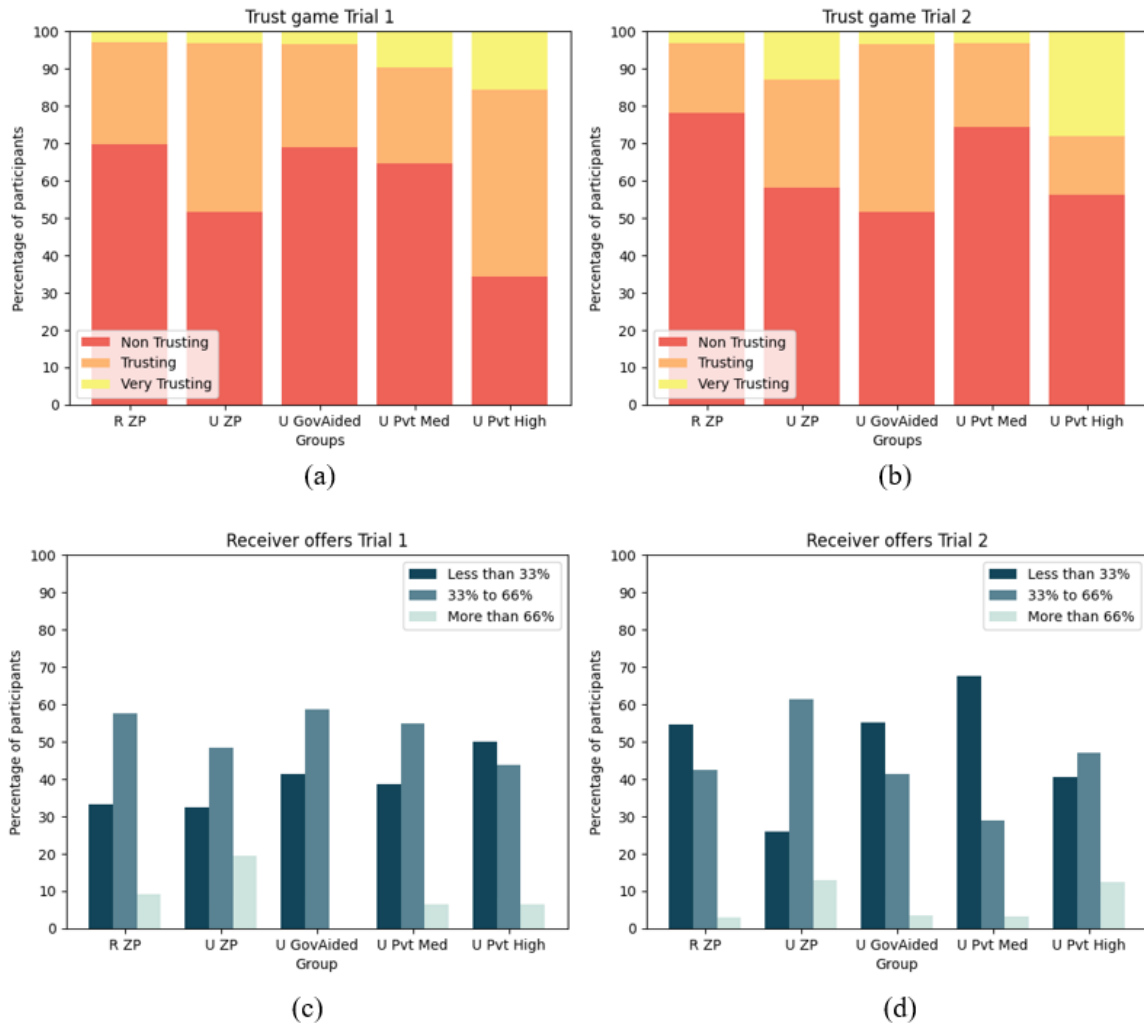 Trust game Trial 1
Percentage of participants
100
90
80
70
60
50
40
30
20
10
0
Non Trusting
Trusting
Very Trusting
R ZP U ZP U GovAided U Pvt Med U Pvt High
Groups
(a)
Trust game Trial 2
Percentage of participants
100
90
80
70
60
50
40
30
20
10
0
Non Trusting
Trusting
Very Trusting
R ZP U ZP U GovAided U Pvt Med U Pvt High
Groups
(b)
Receiver offers Trial 1
Percentage of participants
100
90
80
70
60
50
40
30
20
10
0
Less than 33%
33% to 66%
More than 66%
R ZP U ZP U GovAided U Pvt Med U Pvt High
Group
(c)
Receiver offers Trial 2
Percentage of participants
100
90
80
70
60
50
40
30
20
10
0
Less than 33%
33% to 66%
More than 66%
R ZP U ZP U GovAided U Pvt Med U Pvt High
Group
(d)